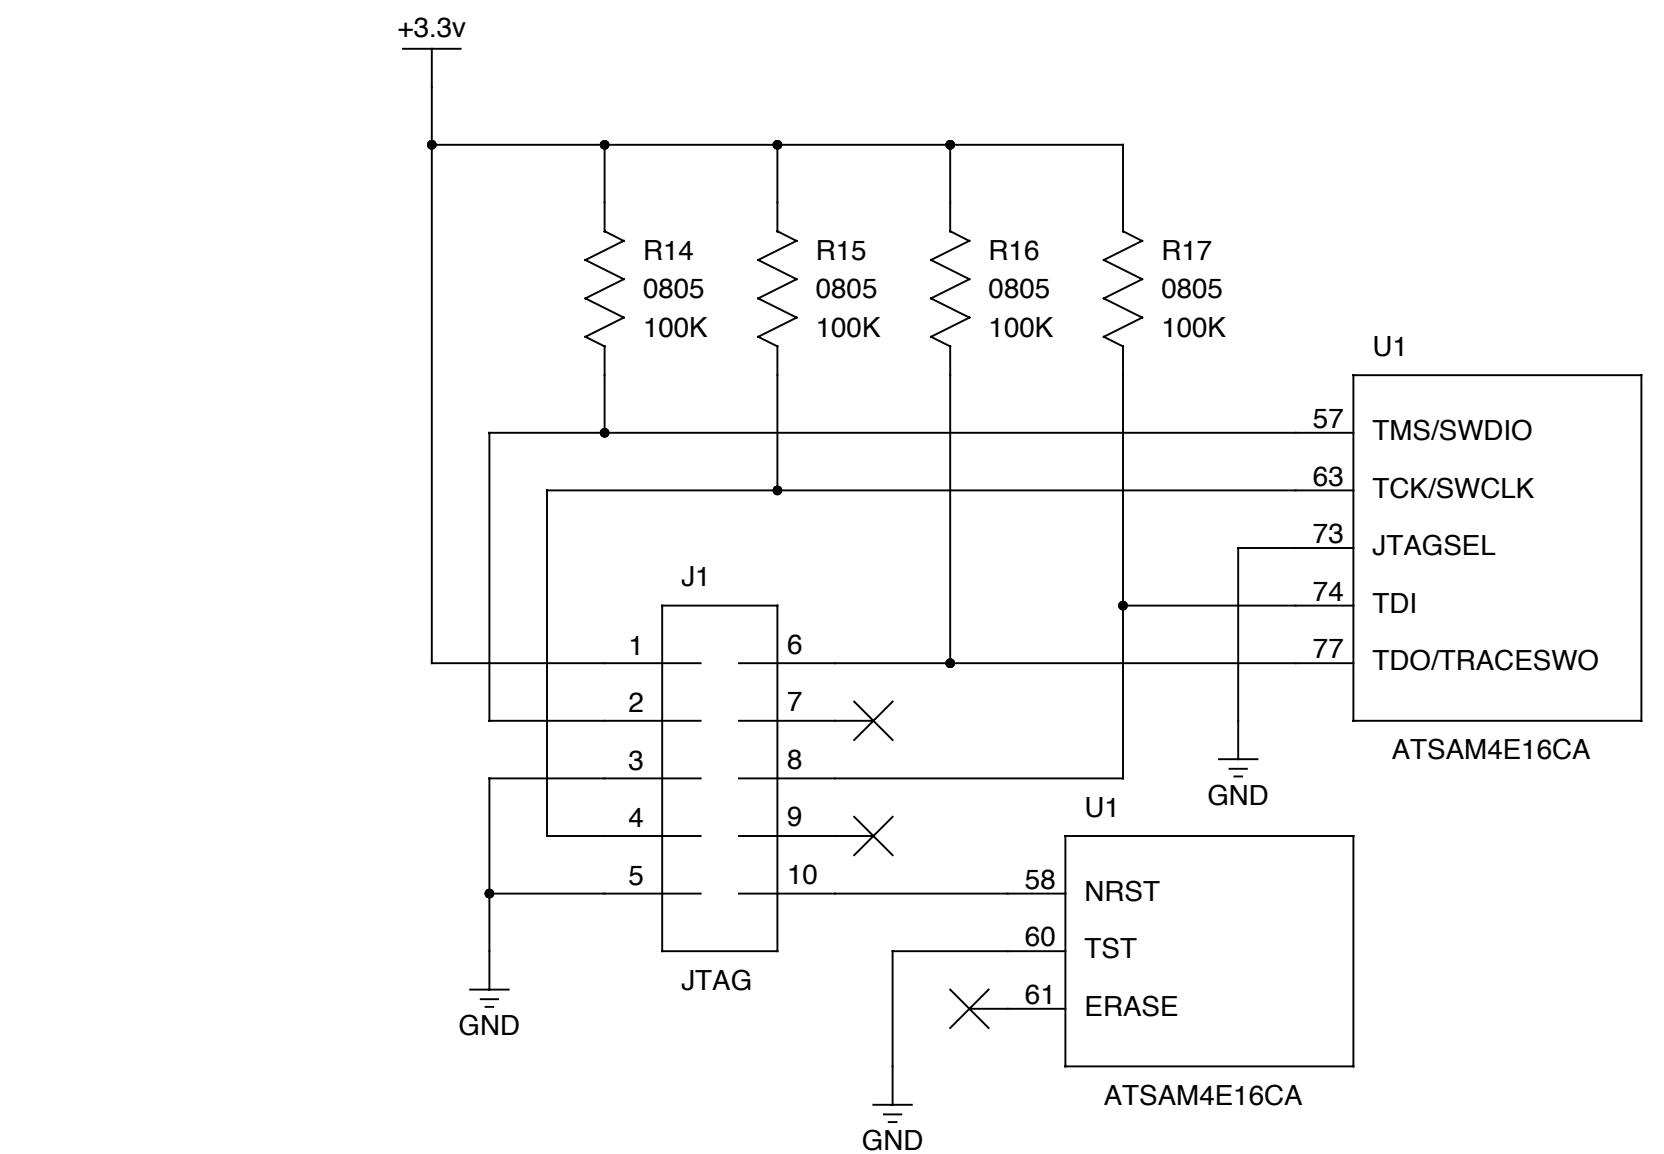 +3.3v
R14
0805
100K
R15
0805
100K
R16
0805
100K
R17
0805
100K
U1
57 TMS/SWDIO
63 TCK/SWCLK
73 JTAGSEL
74 TDI
77 TDO/TRACESWO
ATSAM4E16CA
GND
J1
1 6
2 7
3 8
4 9
5 10
JTAG
GND
U1
58 NRST
60 TST
61 ERASE
ATSAM4E16CA
GND